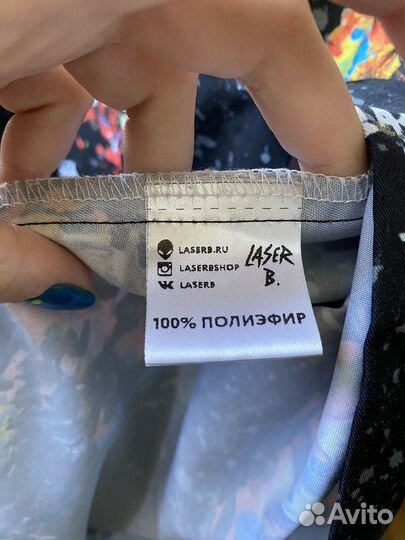 LASERB.RU
LASERBSHOP
LASERB
LASER
B.
100% ПОЛИЭФИР
Avito